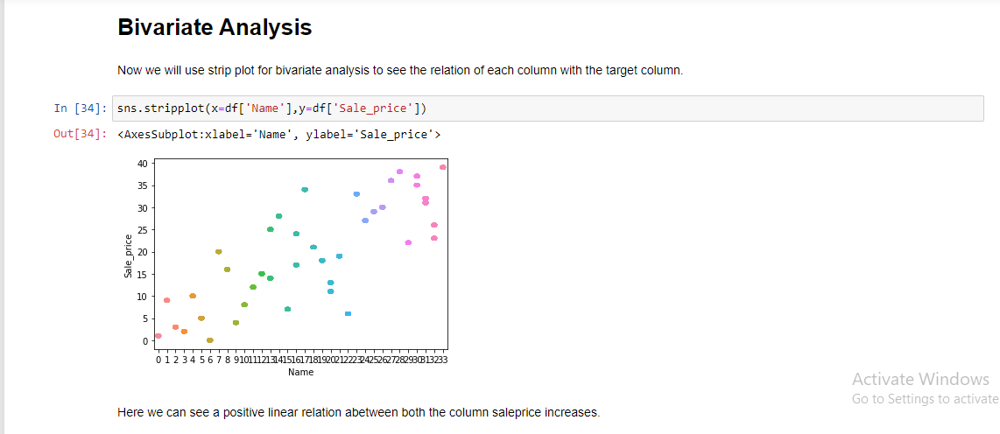 Bivariate Analysis
Now we will use strip plot for bivariate analysis to see the relation of each column with the target column.
In [34]: sns.stripplot(x=df['Name'],y=df['Sale_price'])
Out[34]: <AxesSubplot:xlabel='Name', ylabel='Sale_price'>
40
35
30
25
20
15
10
5
0
Sale_price
0 1 2 3 4 5 6 7 8 9 10 11 12 13 14 15 16 17 18 19 20 21 22 23 24 25 26 27 28 29 30 31 32 33
Name
Activate Windows
Go to Settings to activate
Here we can see a positive linear relation abetween both the column saleprice increases.